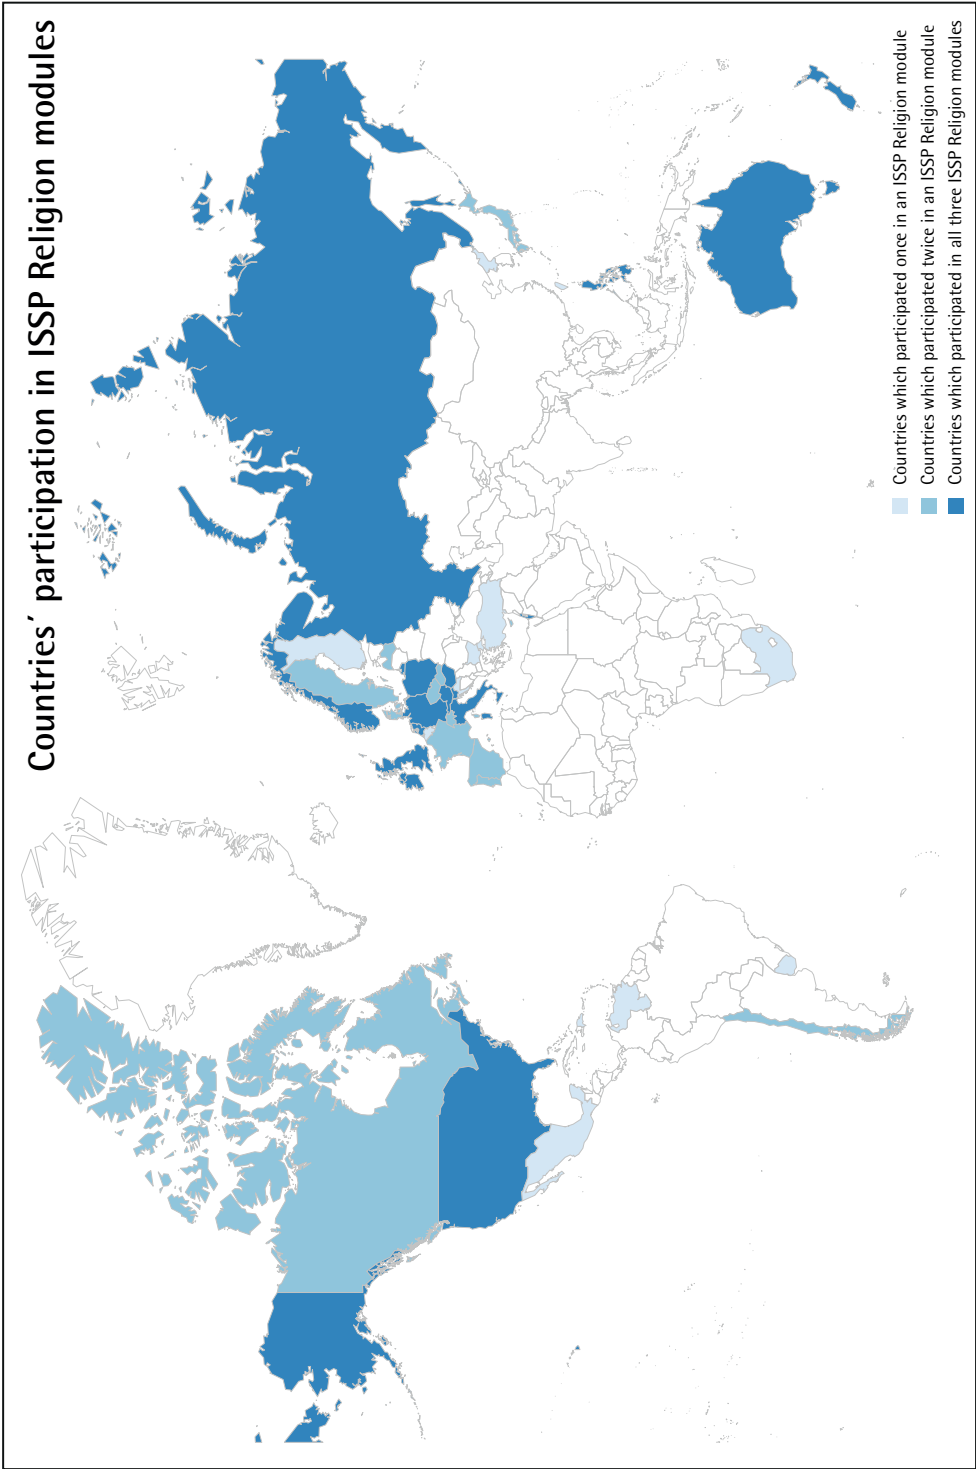 Countries´ participation in ISSP Religion modules
Countries which participated once in an ISSP Religion module
Countries which participated twice in an ISSP Religion module
Countries which participated in all three ISSP Religion modules